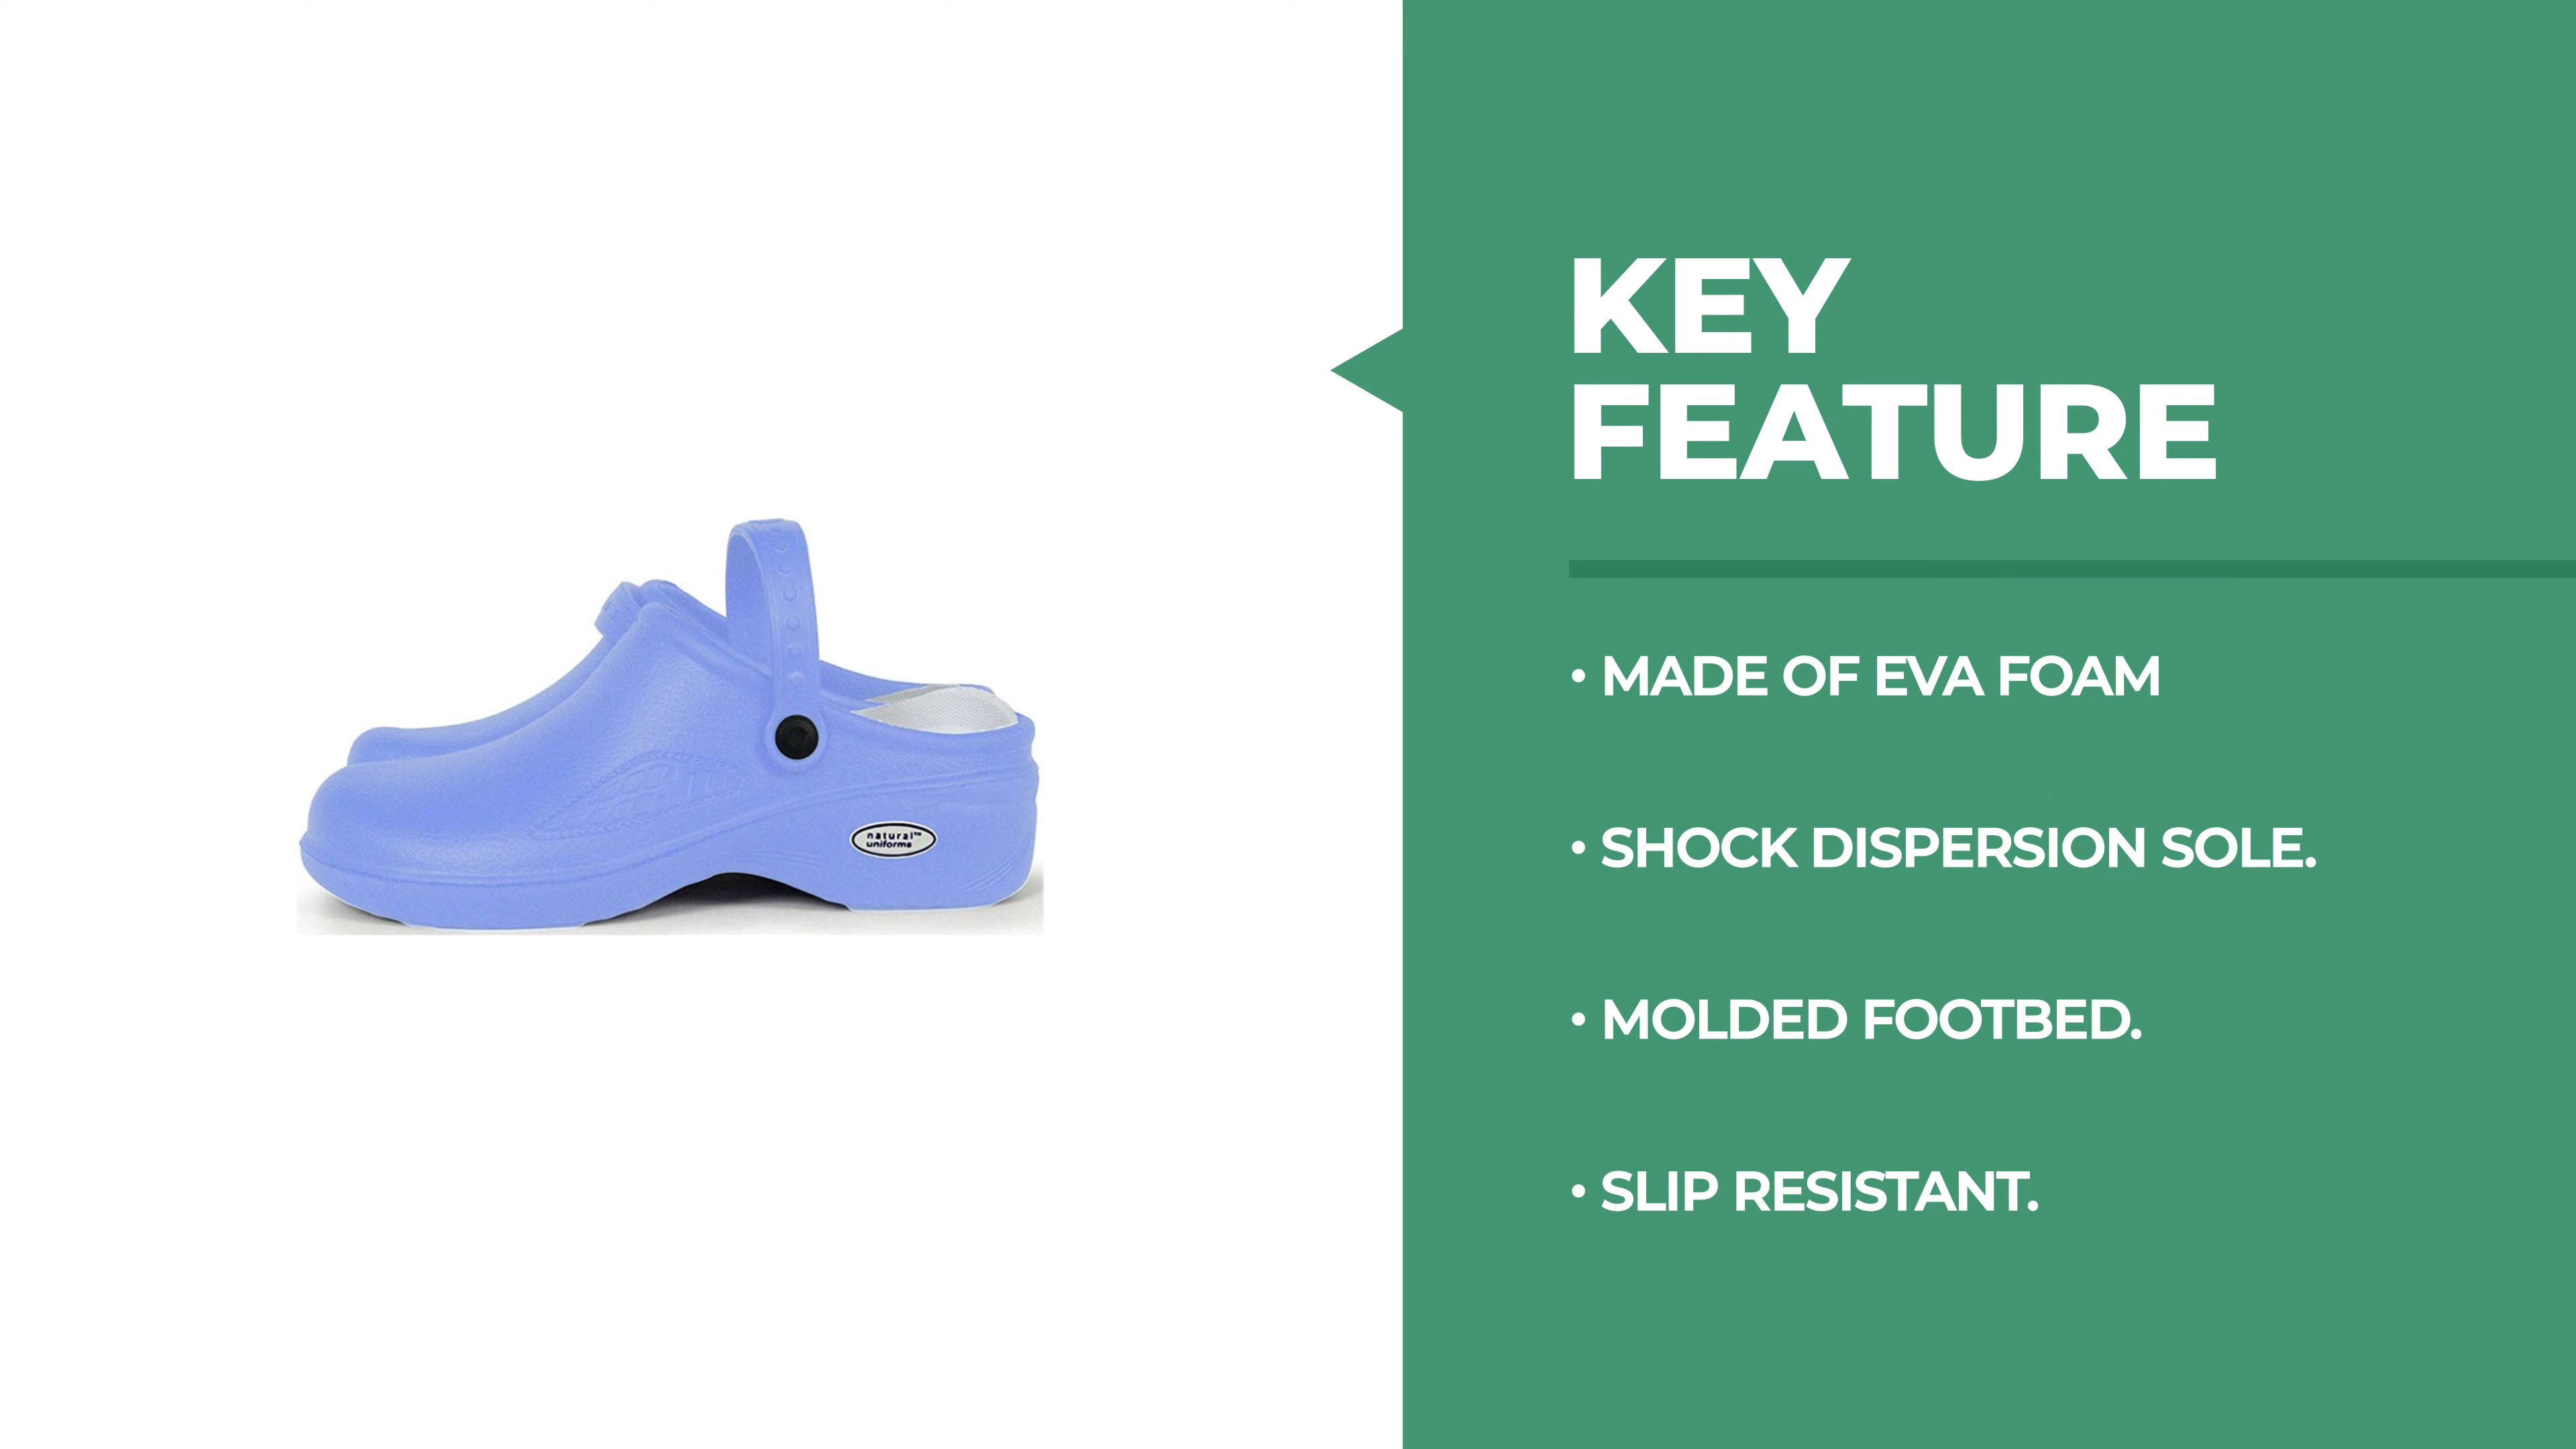 KEY
FEATURE
• MADE OF EVA FOAM
• SHOCK DISPERSION SOLE.
• MOLDED FOOTBED.
• SLIP RESISTANT.
natural™
uniforms